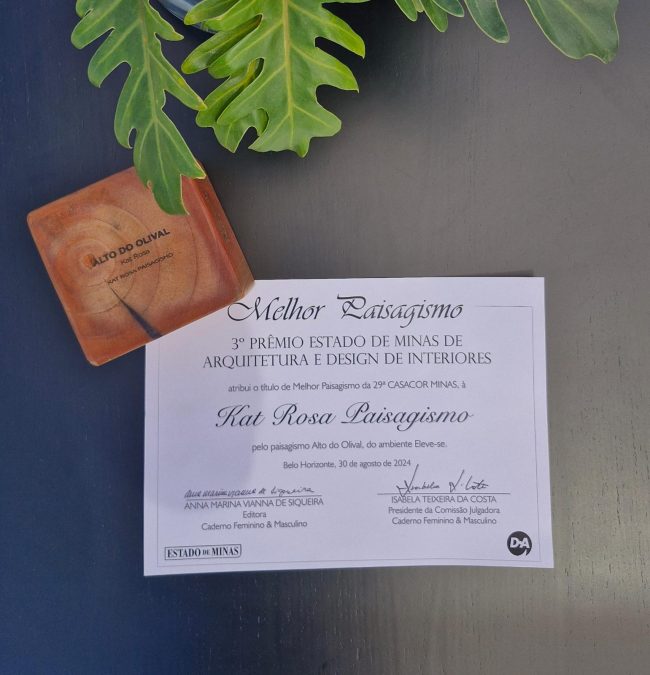 ALTO DO OLIVAL
Kat Rosa
KAT ROSA PAISAGISMO
Melhor Paisagismo
3º PRÊMIO ESTADO DE MINAS DE
ARQUITETURA E DESIGN DE INTERIORES
atribui o título de Melhor Paisagismo da 29ª CASACOR MINAS, à
Kat Rosa Paisagismo
pelo paisagismo Alto do Olival, do ambiente Eleve-se.
Belo Horizonte, 30 de agosto de 2024
ANNA MARINA VIANNA DE SIQUEIRA
Editora
Caderno Feminino & Masculino
ISABELA TEIXEIRA DA COSTA
Presidente da Comissão Julgadora
Caderno Feminino & Masculino
ESTADO DE MINAS
D.A